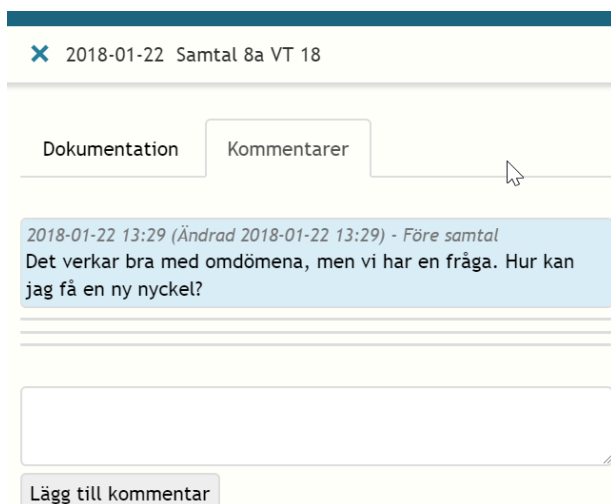 2018-01-22 Samtal 8a VT 18
Dokumentation
Kommentarer
2018-01-22 13:29 (Ändrad 2018-01-22 13:29) - Före samtal
Det verkar bra med omdömena, men vi har en fråga. Hur kan
jag få en ny nyckel?
Lägg till kommentar